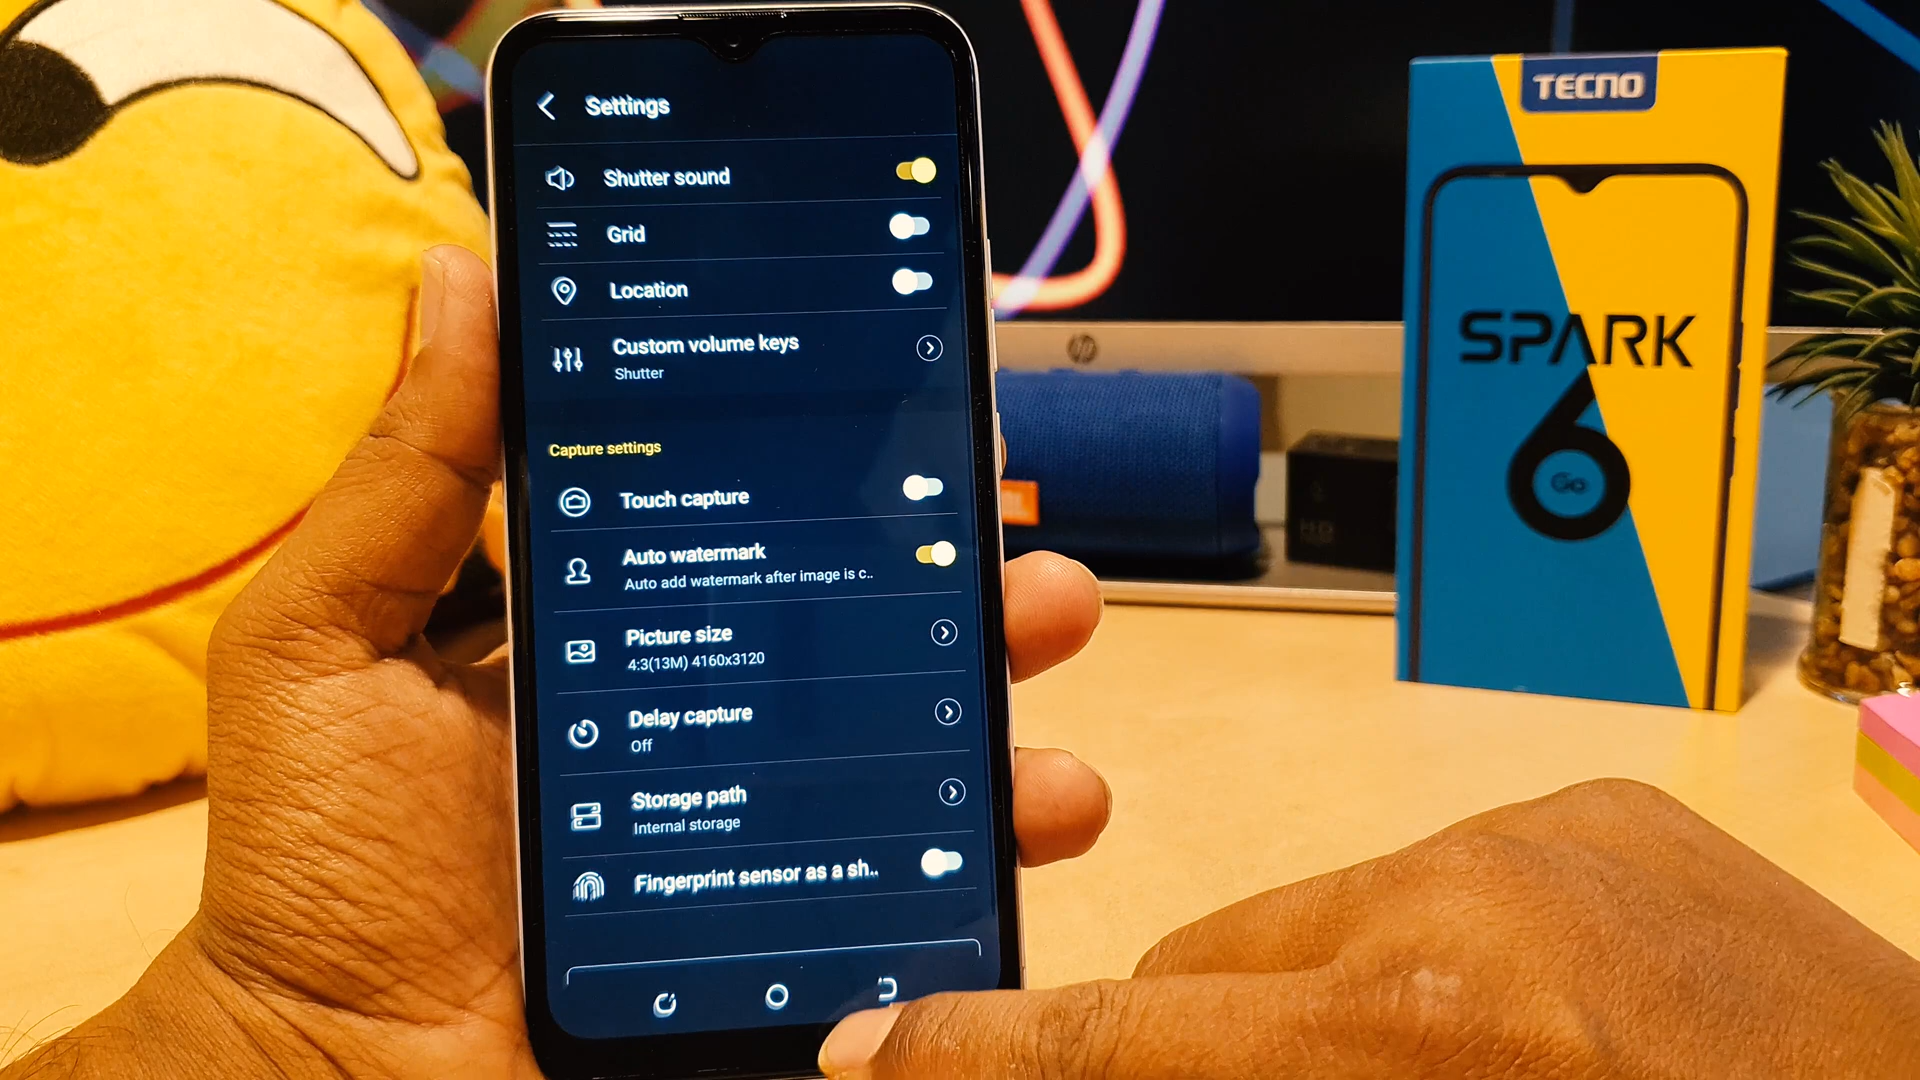 Settings
Shutter sound
Grid
Location
Custom volume keys
Shutter
Capture settings
Touch capture
Auto watermark
Auto add watermark after image is c..
Picture size
4:3(13M) 4160x3120
Delay capture
Off
Storage path
Internal storage
Fingerprint sensor as a sh..
TECNO
SPARK
6
Go
hp